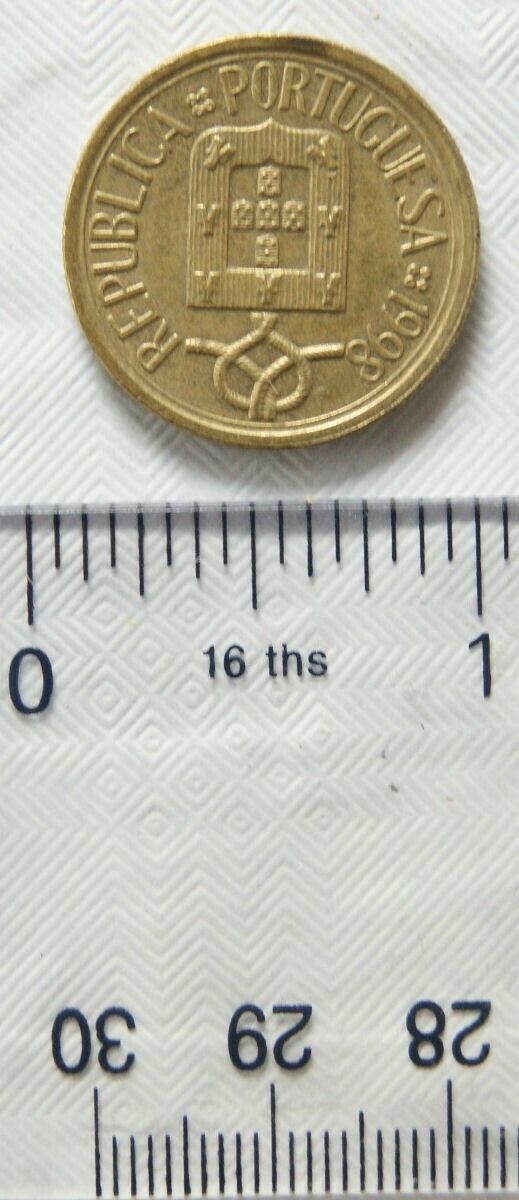 REPUBLICA PORTUGUESA 1998
0 16 ths 1
30 29 28